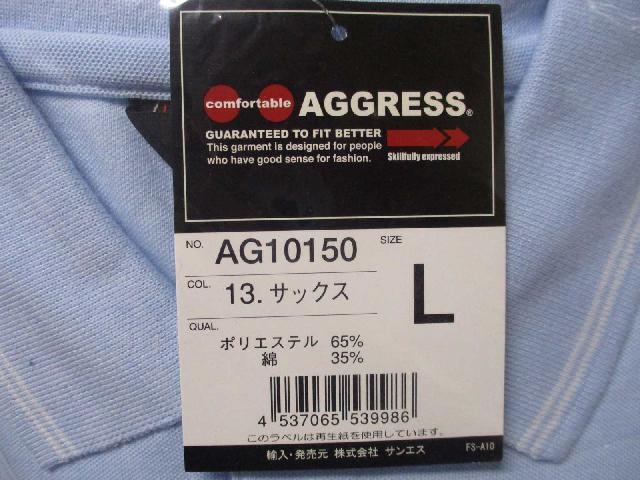 comfortable AGGRESS®
GUARANTEED TO FIT BETTER
This garment is designed for people
who have good sense for fashion.
Skillfully expressed
NO. AG10150
SIZE
L
COL. 13.サックス
QUAL.
ポリエステル 65%
綿 35%
4 537065 539986
このラベルは再生紙を使用しています。
輸入・発売元 株式会社 サンエス
FS-A10